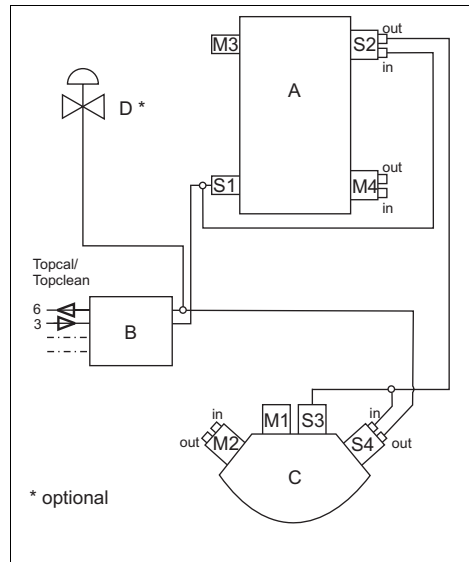 M3
S2
out
in
A
D *
S1
M4
out
in
Topcal/
Topclean
6
3
B
M1
S3
in
out
M2
in
S4
out
C
* optional